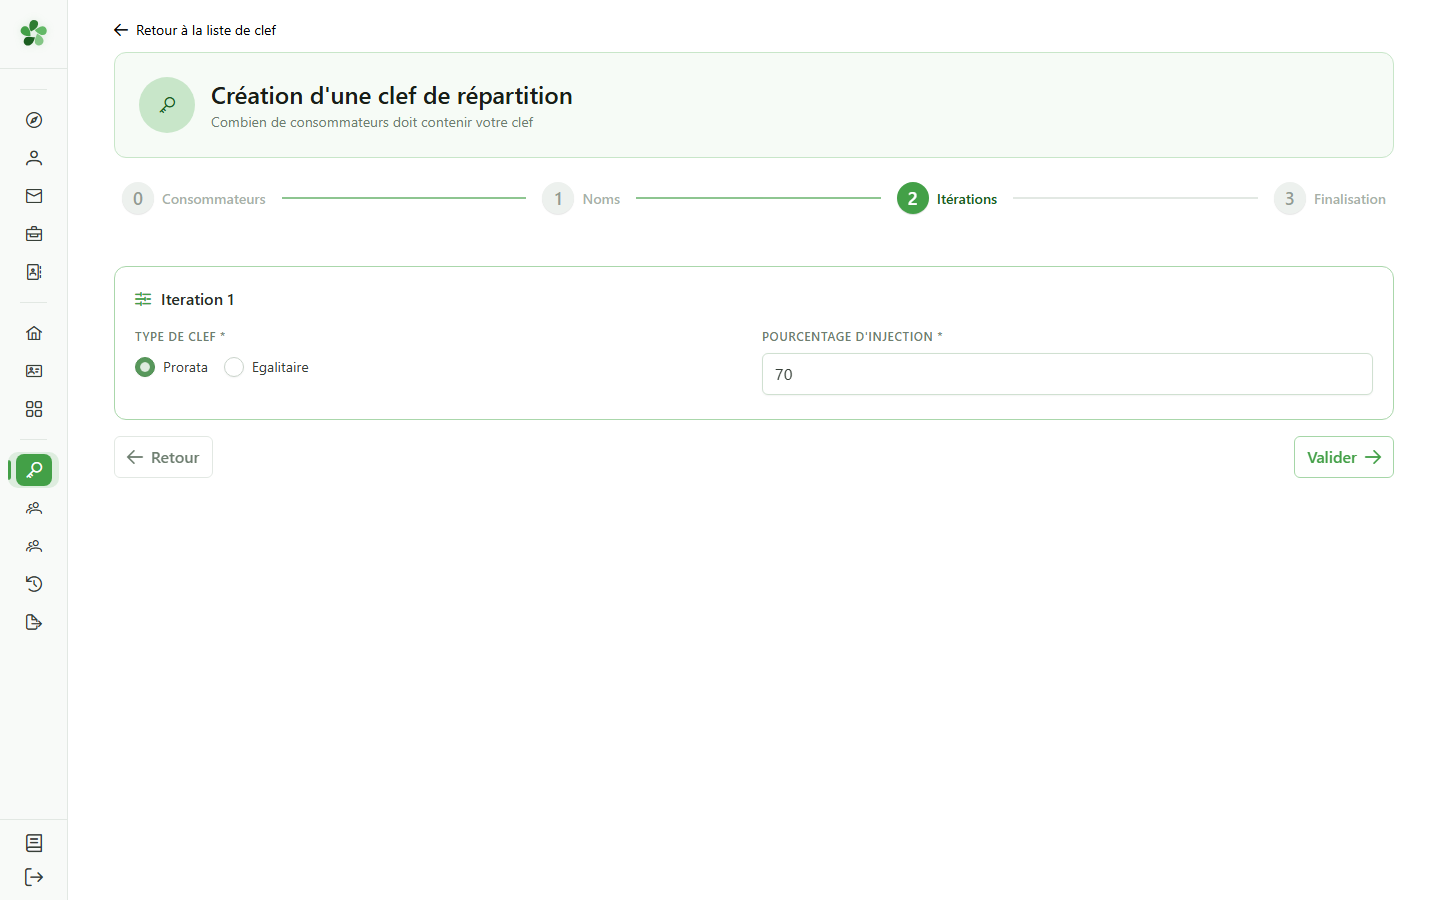 Retour à la liste de clef
Création d'une clef de répartition
Combien de consommateurs doit contenir votre clef
0 Consommateurs 1 Noms 2 Itérations 3 Finalisation
Iteration 1
TYPE DE CLEF * POURCENTAGE D'INJECTION *
Prorata Egalitaire
70
Retour Valider